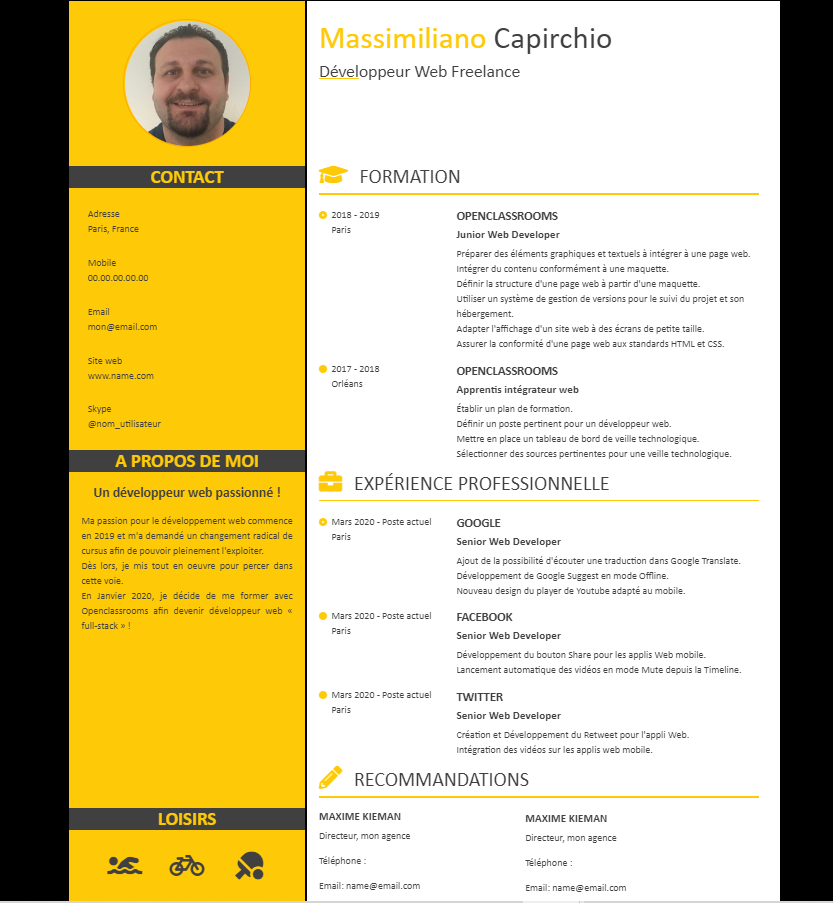 Massimiliano Capirchio
Développeur Web Freelance
CONTACT
Adresse
Paris, France
Mobile
00.00.00.00.00
Email
mon@email.com
Site web
www.name.com
Skype
@nom_utilisateur
A PROPOS DE MOI
Un développeur web passionné !
Ma passion pour le développement web commence
en 2019 et m'a demandé un changement radical de
cursus afin de pouvoir pleinement l'exploiter.
Dès lors, je mis tout en oeuvre pour percer dans
cette voie.
En Janvier 2020, je décide de me former avec
Openclassrooms afin devenir développeur web «
full-stack » !
LOISIRS
FORMATION
2018 - 2019
Paris
OPENCLASSROOMS
Junior Web Developer
Préparer des éléments graphiques et textuels à intégrer à une page web.
Intégrer du contenu conformément à une maquette.
Définir la structure d'une page web à partir d'une maquette.
Utiliser un système de gestion de versions pour le suivi du projet et son
hébergement.
Adapter l'affichage d'un site web à des écrans de petite taille.
Assurer la conformité d'une page web aux standards HTML et CSS.
2017 - 2018
Orléans
OPENCLASSROOMS
Apprentis intégrateur web
Établir un plan de formation.
Définir un poste pertinent pour un développeur web.
Mettre en place un tableau de bord de veille technologique.
Sélectionner des sources pertinentes pour une veille technologique.
EXPÉRIENCE PROFESSIONNELLE
Mars 2020 - Poste actuel
Paris
GOOGLE
Senior Web Developer
Ajout de la possibilité d'écouter une traduction dans Google Translate.
Développement de Google Suggest en mode Offline.
Nouveau design du player de Youtube adapté au mobile.
Mars 2020 - Poste actuel
Paris
FACEBOOK
Senior Web Developer
Développement du bouton Share pour les applis Web mobile.
Lancement automatique des vidéos en mode Mute depuis la Timeline.
Mars 2020 - Poste actuel
Paris
TWITTER
Senior Web Developer
Création et Développement du Retweet pour l'appli Web.
Intégration des vidéos sur les applis web mobile.
RECOMMANDATIONS
MAXIME KIEMAN
Directeur, mon agence
Téléphone :
Email: name@email.com
MAXIME KIEMAN
Directeur, mon agence
Téléphone :
Email: name@email.com